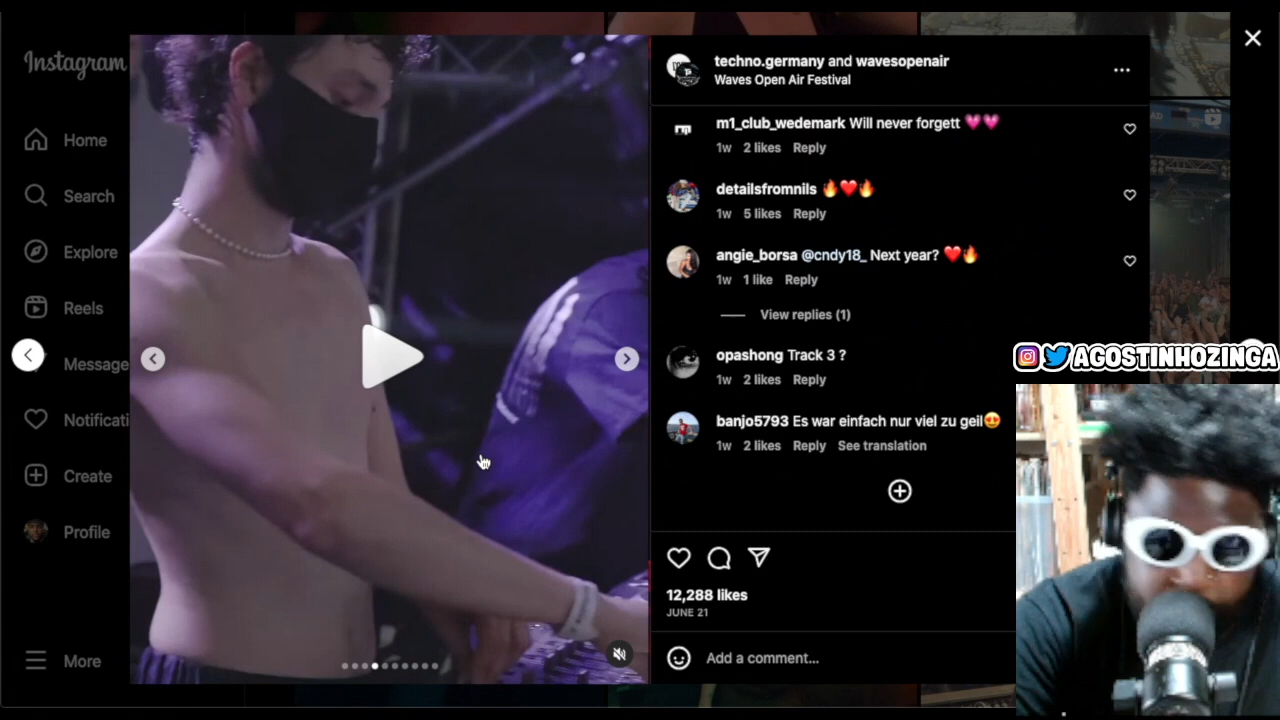 Instagram
Home
Search
Explore
Reels
Message
Notificati
Create
Profile
More
techno.germany and wavesopenair
Waves Open Air Festival
m1_club_wedemark Will never forgett 💗💗
1w 2 likes Reply
detailsfromnils 🔥❤️🔥
1w 5 likes Reply
angie_borsa @cndy18_ Next year? ❤️🔥
1w 1 like Reply
View replies (1)
opashong Track 3 ?
1w 2 likes Reply
banjo5793 Es war einfach nur viel zu geil😍
1w 2 likes Reply See translation
12,288 likes
JUNE 21
Add a comment...
AGOSTINHOZINGA